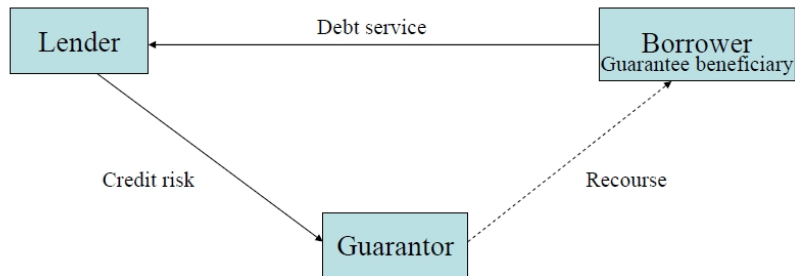 Debt service
Lender
Borrower
Guarantee beneficiary
Credit risk
Recourse
Guarantor